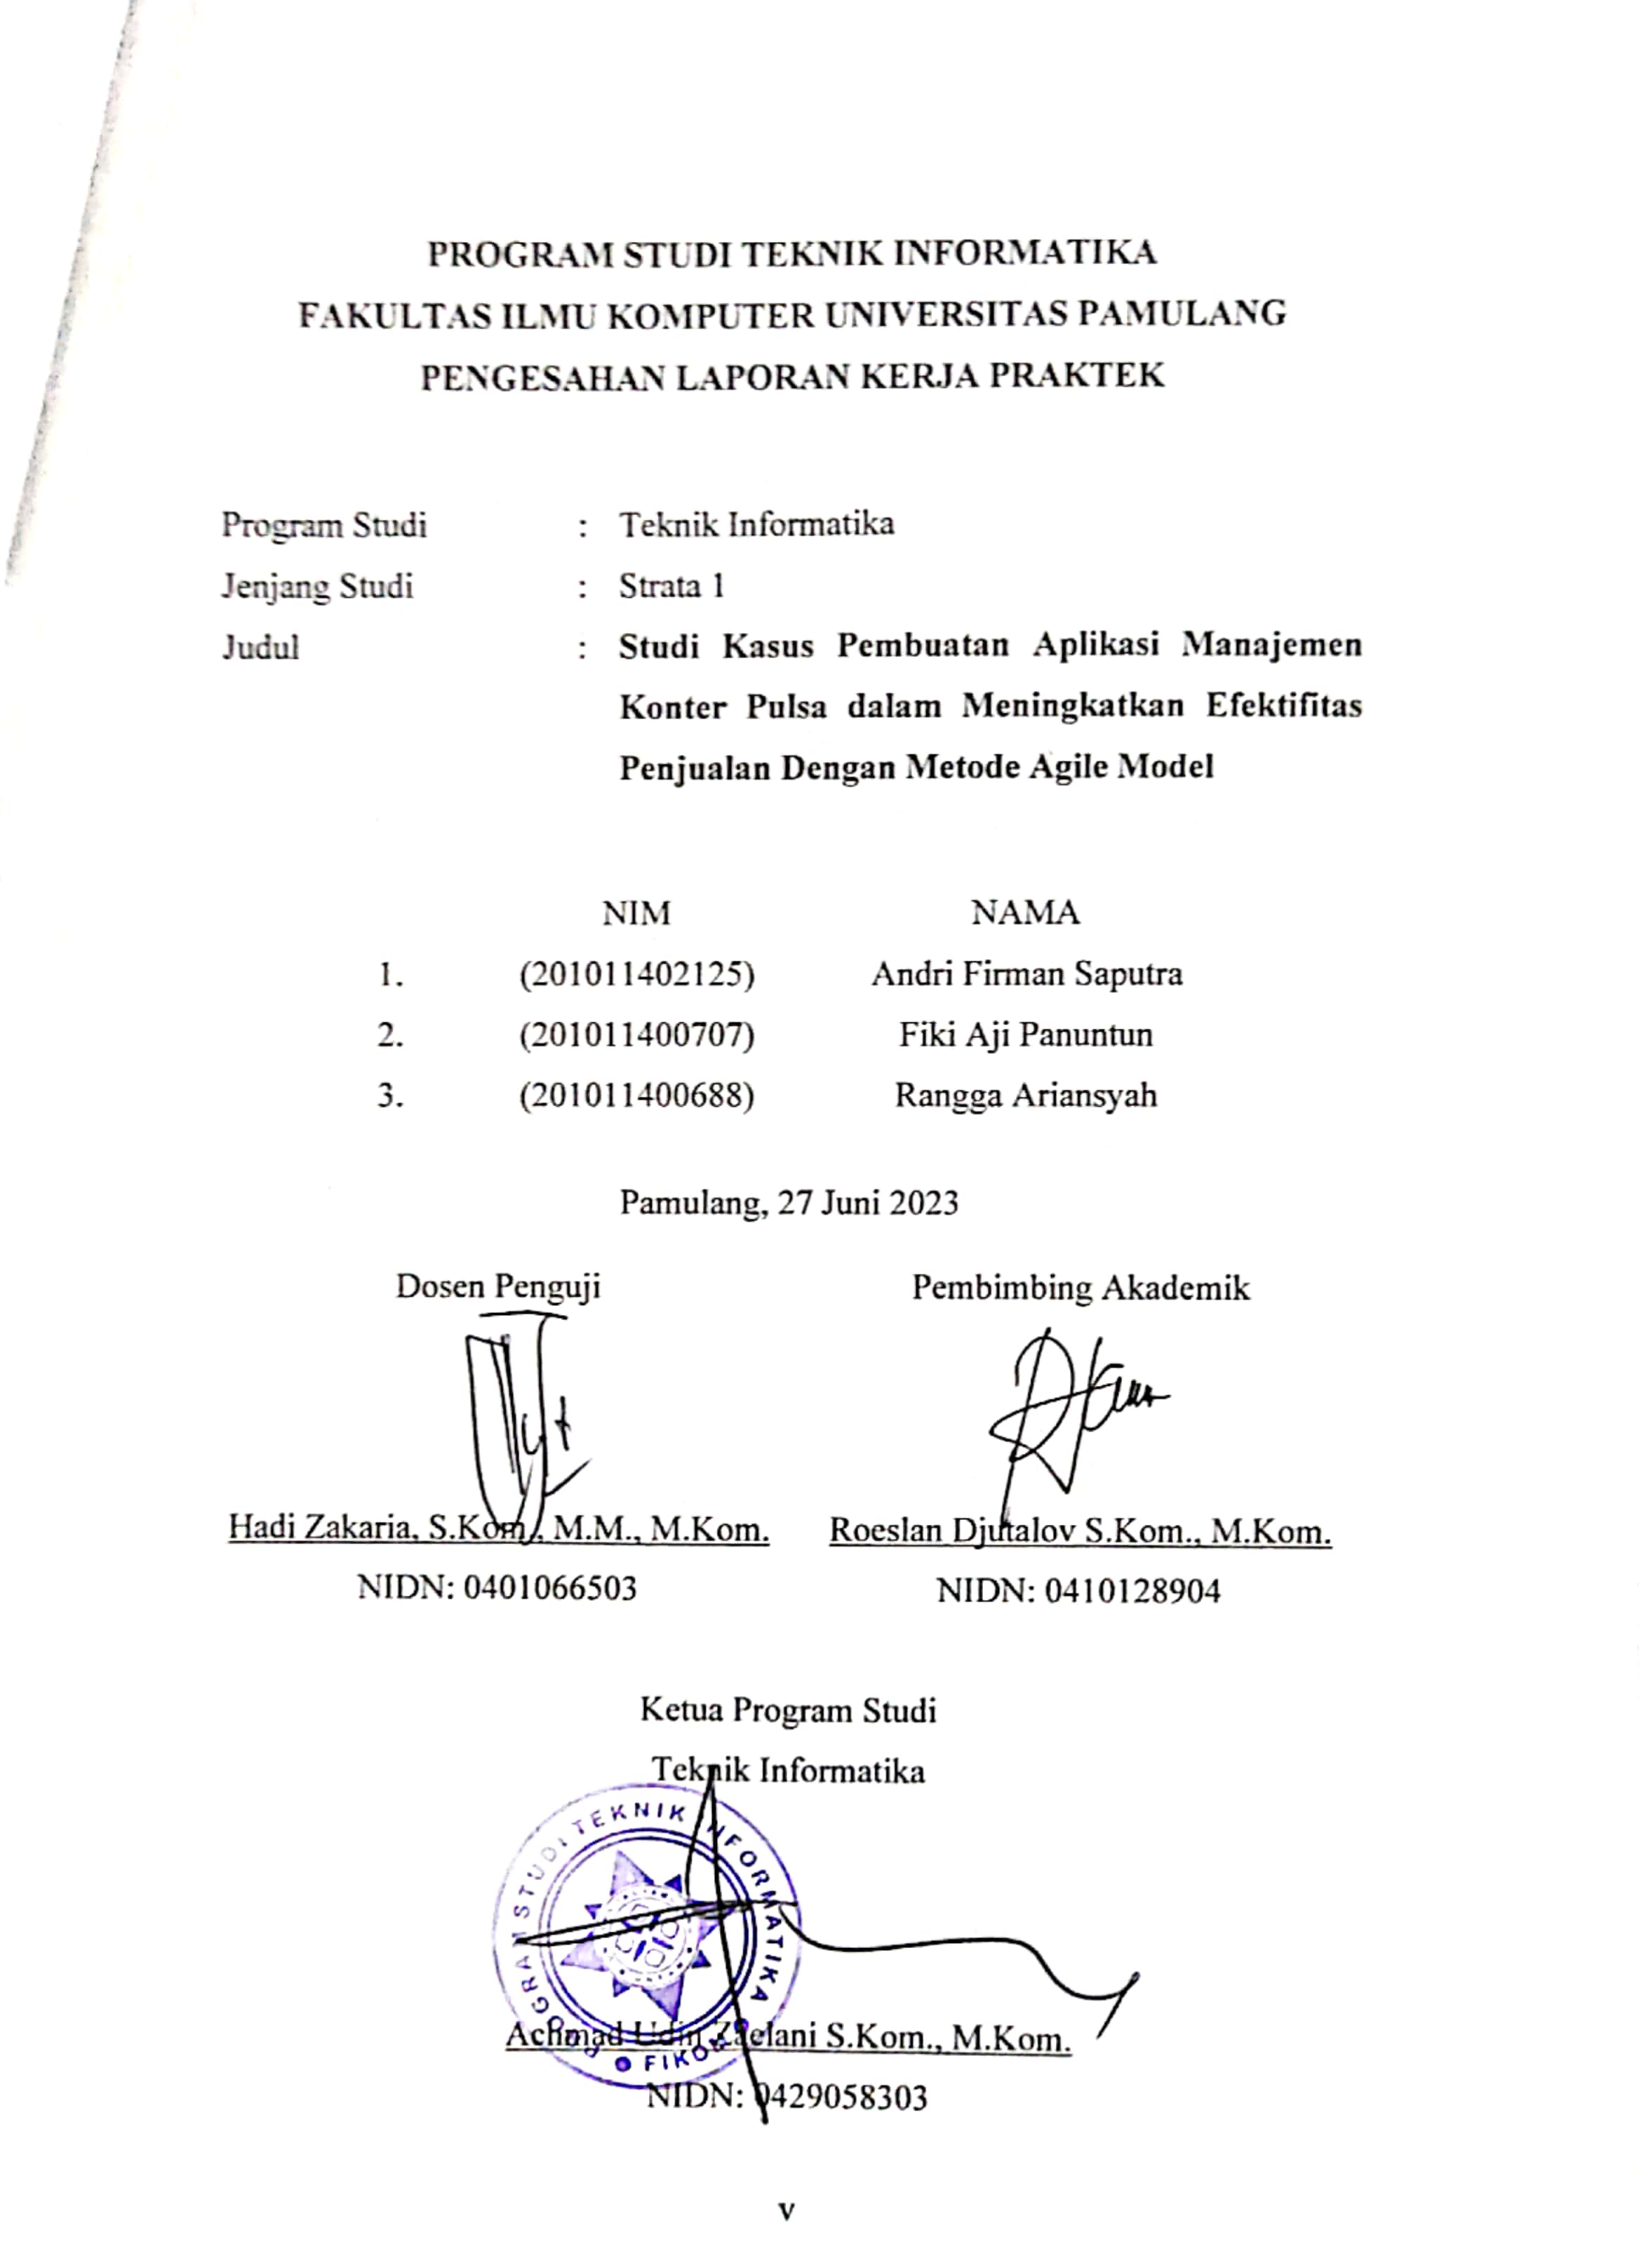 PROGRAM STUDI TEKNIK INFORMATIKA
FAKULTAS ILMU KOMPUTER UNIVERSITAS PAMULANG
PENGESAHAN LAPORAN KERJA PRAKTEK
Program Studi : Teknik Informatika
Jenjang Studi : Strata 1
Judul : Studi Kasus Pembuatan Aplikasi Manajemen
Konter Pulsa dalam Meningkatkan Efektifitas
Penjualan Dengan Metode Agile Model
NIM NAMA
1. (201011402125) Andri Firman Saputra
2. (201011400707) Fiki Aji Panuntun
3. (201011400688) Rangga Ariansyah
Pamulang, 27 Juni 2023
Dosen Penguji Pembimbing Akademik
Hadi Zakaria, S.Kom., M.M., M.Kom. Roeslan Djutalov S.Kom., M.Kom.
NIDN: 0401066503 NIDN: 0410128904
Ketua Program Studi
Teknik Informatika
PROGRAM STUDI TEKNIK INFORMATIKA
FIKOM
Achmad Udin Zaelani S.Kom., M.Kom.
NIDN: 0429058303
v